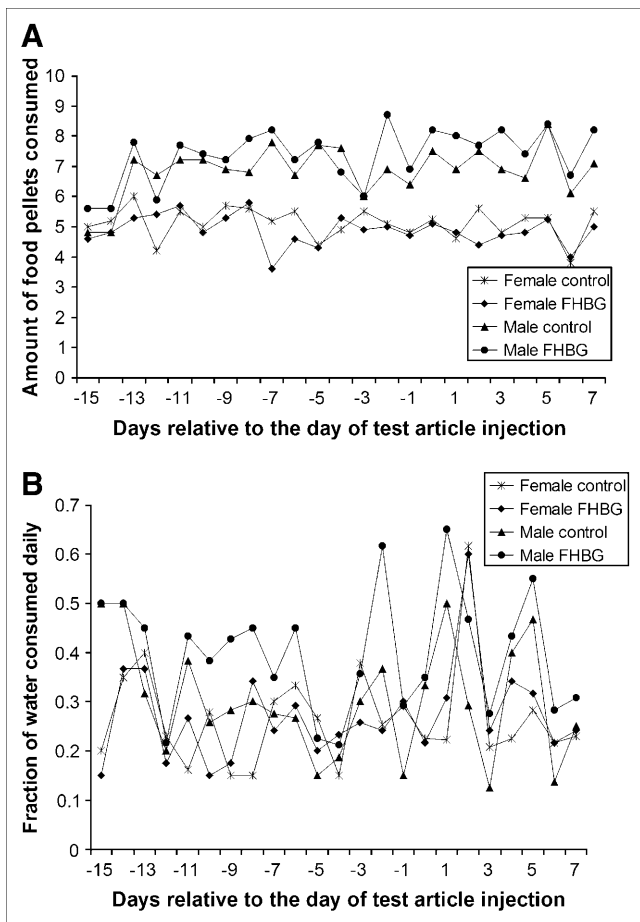 A
Amount of food pellets consumed
10
9
8
7
6
5
4
3
2
1
0
Female control
Female FHBG
Male control
Male FHBG
-15 -13 -11 -9 -7 -5 -3 -1 1 3 5 7
Days relative to the day of test article injection
B
Fraction of water consumed daily
0.7
0.6
0.5
0.4
0.3
0.2
0.1
0
Female control
Female FHBG
Male control
Male FHBG
-15 -13 -11 -9 -7 -5 -3 -1 1 3 5 7
Days relative to the day of test article injection